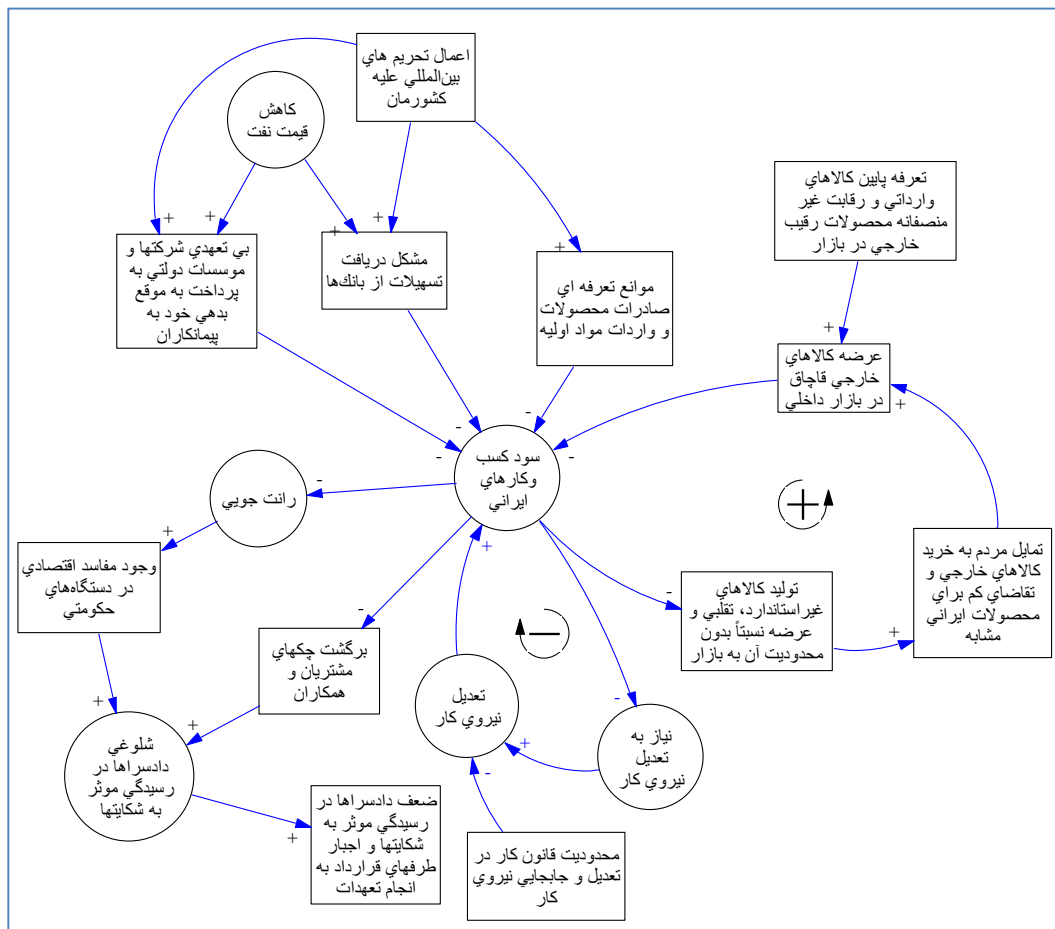 اعمال تحريم هاي
بين‌المللي عليه
كشورمان
كاهش
قيمت نفت
تعرفه پايين كالاهاي
وارداتي و رقابت غير
منصفانه محصولات رقيب
خارجي در بازار
+
+
+
+
+
بي تعهدي شركتها و
موسسات دولتي به
پرداخت به موقع
بدهي خود به
پيمانكاران
مشكل دريافت
تسهيلات از بانك‌ها
موانع تعرفه اي
صادرات محصولات
و واردات مواد اوليه
+
عرضه كالاهاي
خارجي قاچاق
در بازار داخلي
+
-
-
-
-
سود كسب
وكارهاي
ايراني
-
رانت جويي
+
+
وجود مفاسد اقتصادي
در دستگاه‌هاي
حكومتي
تمايل مردم به خريد
كالاهاي خارجي و
تقاضاي كم براي
محصولات ايراني
مشابه
+
-
توليد كالاهاي
غيراستاندارد، تقلبي و
عرضه نسبتاً بدون
محدوديت آن به بازار
+
-
-
برگشت چكهاي
مشتريان و
همكاران
تعديل
نيروي كار
-
نياز به
تعديل
نيروي كار
+
-
+
+
شلوغي
دادسراها در
رسيدگي موثر
به شكايتها
+
ضعف دادسراها در
رسيدگي موثر به
شكايتها و اجبار
طرفهاي قرارداد به
انجام تعهدات
محدوديت قانون كار در
تعديل و جابجايي نيروي
كار